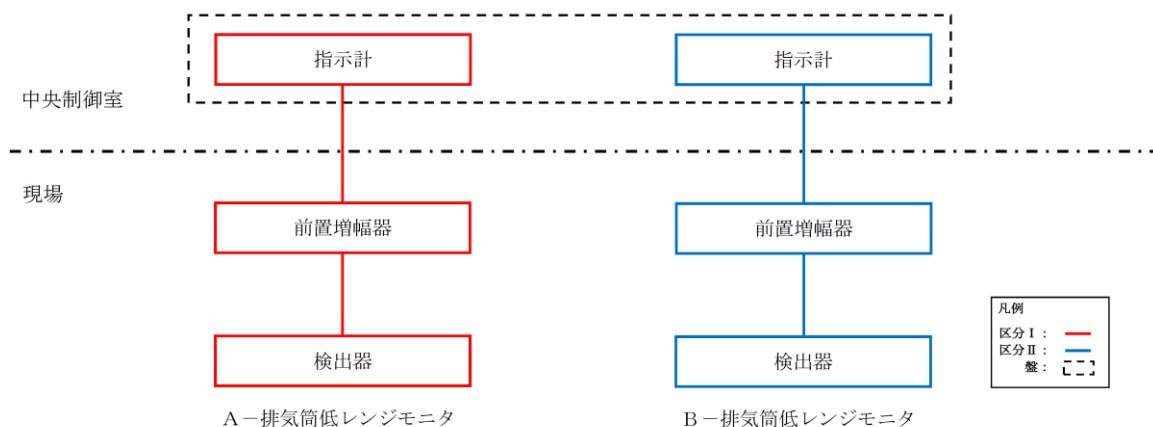 指示計
指示計
中央制御室
現場
前置増幅器
前置増幅器
検出器
検出器
凡例
区分Ⅰ：
区分Ⅱ：
盤：
A－排気筒低レンジモニタ
B－排気筒低レンジモニタ